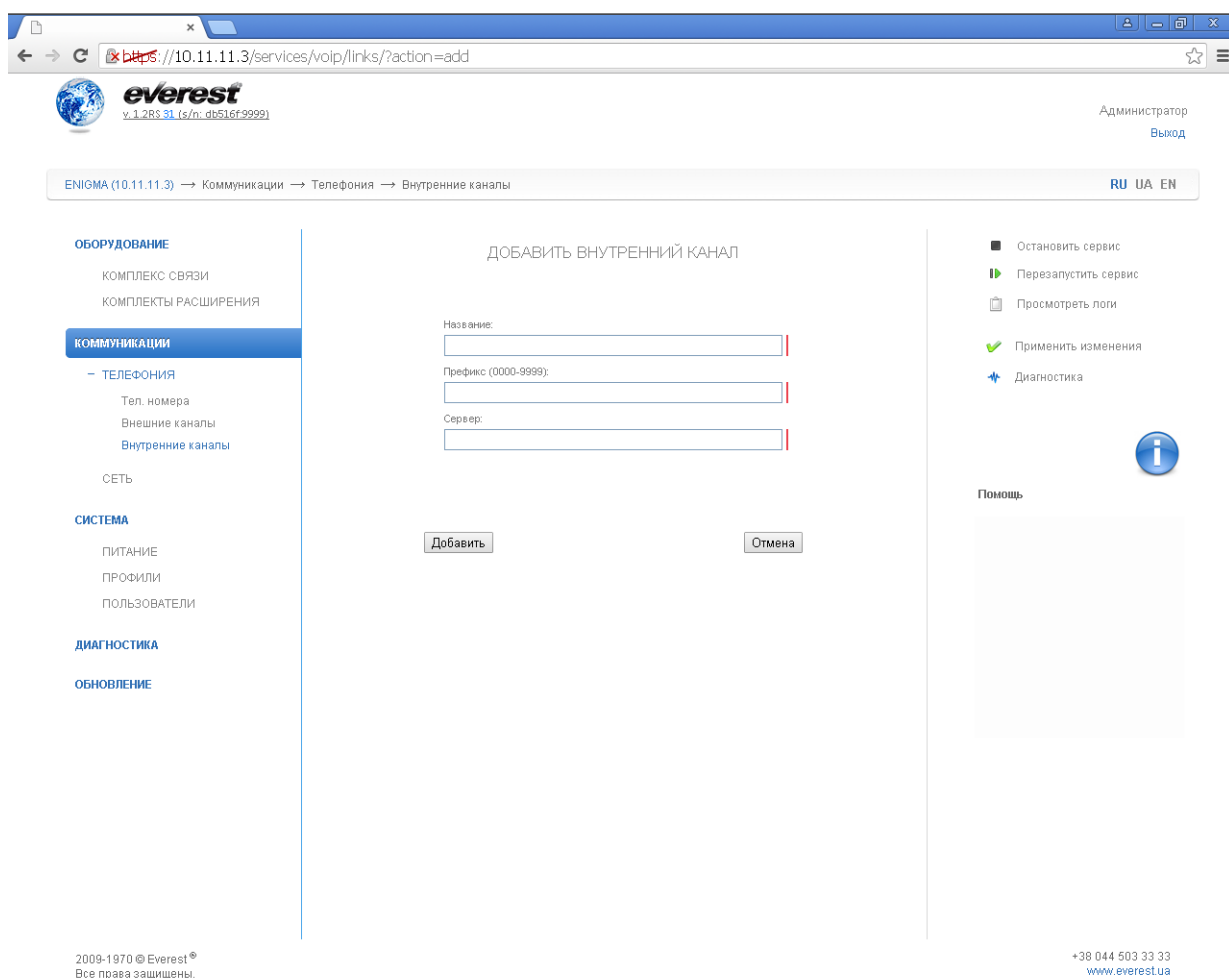 https://10.11.11.3/services/voip/links/?action=add
everest
v. 1.2RS 31 (s/n: db516f:9999)
Администратор
Выход
ENIGMA (10.11.11.3) → Коммуникации → Телефония → Внутренние каналы
RU UA EN
ОБОРУДОВАНИЕ
КОМПЛЕКС СВЯЗИ
КОМПЛЕКТЫ РАСШИРЕНИЯ
КОММУНИКАЦИИ
− ТЕЛЕФОНИЯ
Тел. номера
Внешние каналы
Внутренние каналы
СЕТЬ
СИСТЕМА
ПИТАНИЕ
ПРОФИЛИ
ПОЛЬЗОВАТЕЛИ
ДИАГНОСТИКА
ОБНОВЛЕНИЕ
ДОБАВИТЬ ВНУТРЕННИЙ КАНАЛ
Название:
Префикс (0000-9999):
Сервер:
Добавить
Отмена
Остановить сервис
Перезапустить сервис
Просмотреть логи
Применить изменения
Диагностика
Помощь
2009-1970 © Everest ®
Все права защищены.
+38 044 503 33 33
www.everest.ua